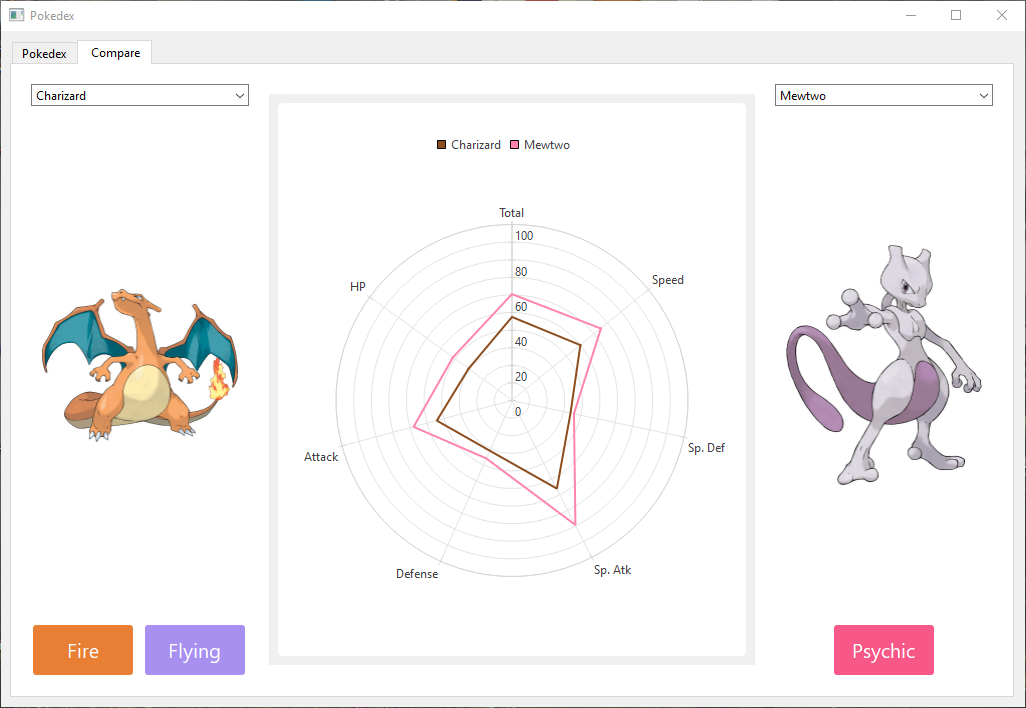 Pokedex
Pokedex
Compare
Charizard
Mewtwo
Charizard
Mewtwo
Total
100
80
60
40
20
0
Speed
HP
Sp. Def
Attack
Sp. Atk
Defense
Fire
Flying
Psychic